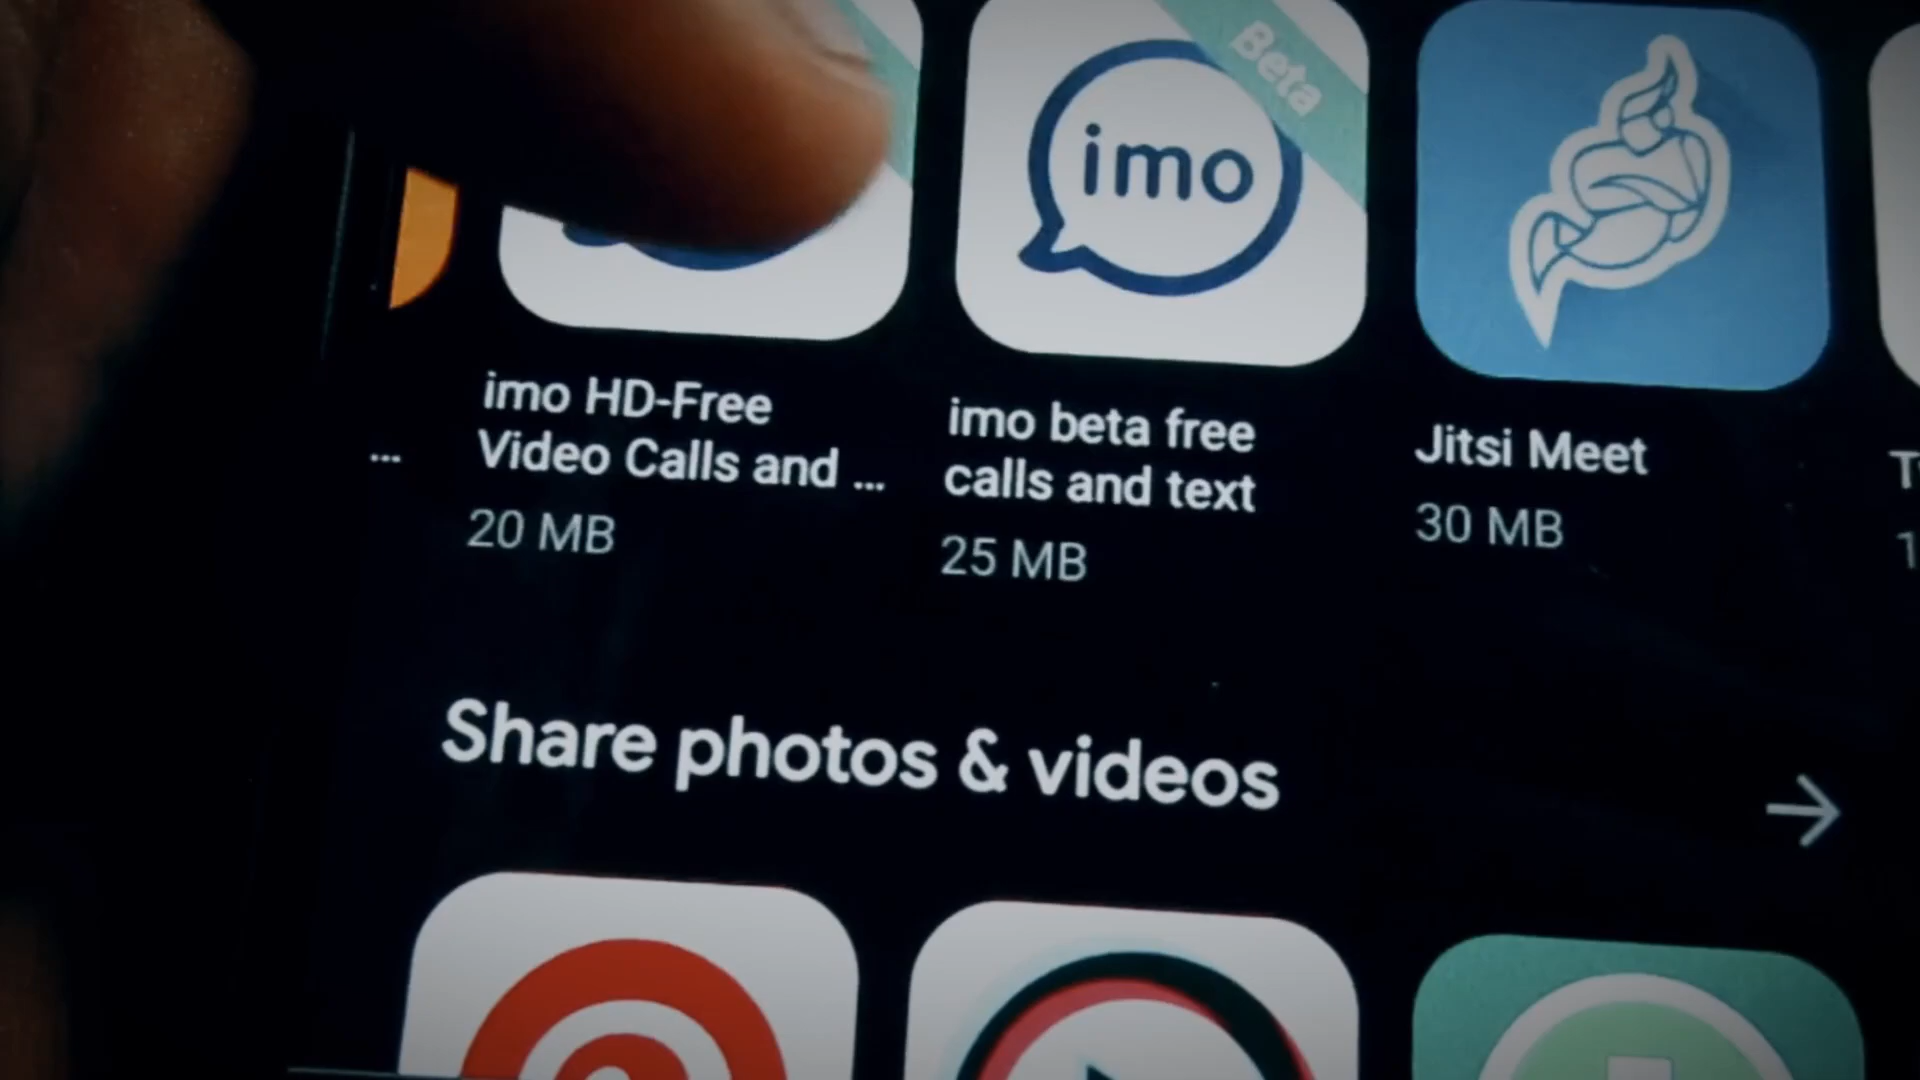 Beta
imo
imo HD-Free
Video Calls and ...
20 MB
imo beta free
calls and text
25 MB
Jitsi Meet
30 MB
...
Share photos & videos